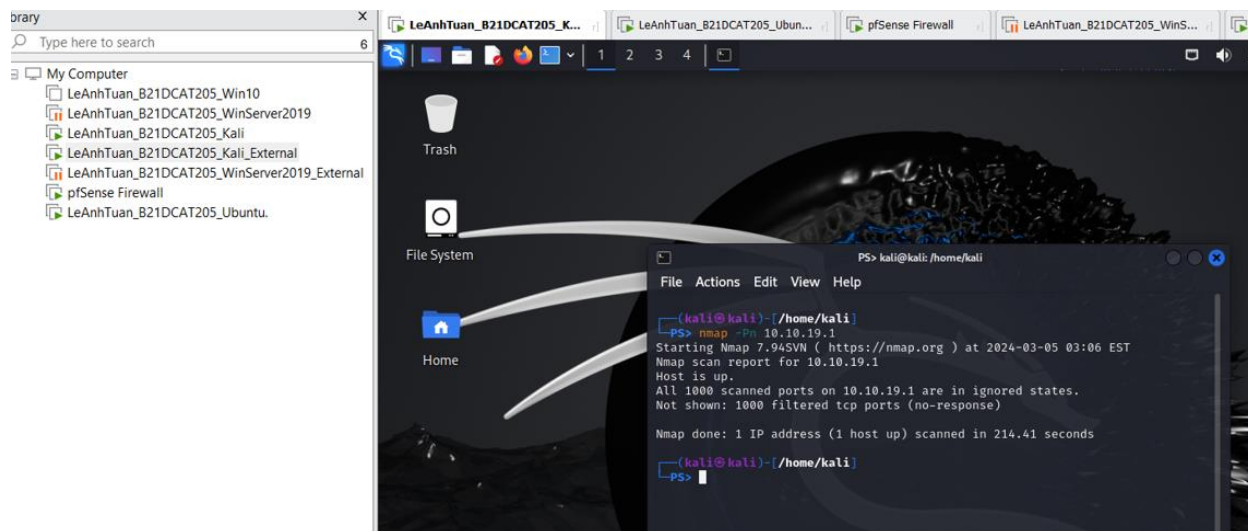 brary X
Type here to search 6
My Computer
LeAnhTuan_B21DCAT205_Win10
LeAnhTuan_B21DCAT205_WinServer2019
LeAnhTuan_B21DCAT205_Kali
LeAnhTuan_B21DCAT205_Kali_External
LeAnhTuan_B21DCAT205_WinServer2019_External
pfSense Firewall
LeAnhTuan_B21DCAT205_Ubuntu.
LeAnhTuan_B21DCAT205_K...
LeAnhTuan_B21DCAT205_Ubun...
pfSense Firewall
LeAnhTuan_B21DCAT205_WinS...
1 2 3 4
Trash
File System
Home
PS> kali@kali: /home/kali
File Actions Edit View Help
┌──(kali㉿kali)-[/home/kali]
└─PS> nmap -Pn 10.10.19.1
Starting Nmap 7.94SVN ( https://nmap.org ) at 2024-03-05 03:06 EST
Nmap scan report for 10.10.19.1
Host is up.
All 1000 scanned ports on 10.10.19.1 are in ignored states.
Not shown: 1000 filtered tcp ports (no-response)
Nmap done: 1 IP address (1 host up) scanned in 214.41 seconds
┌──(kali㉿kali)-[/home/kali]
└─PS>